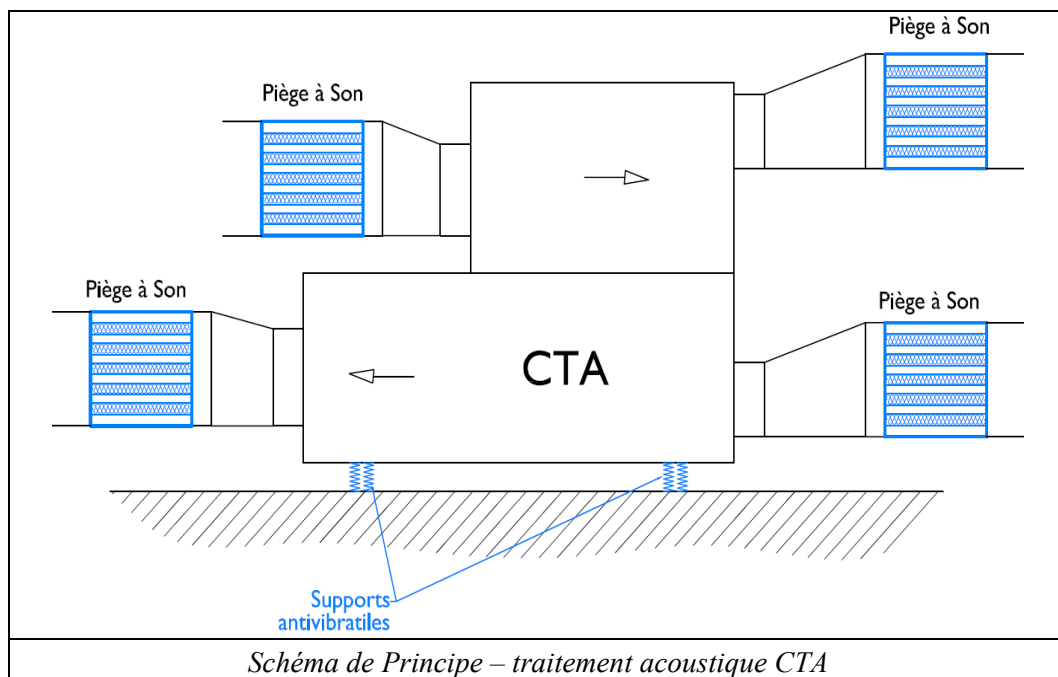 Piège à Son
Piège à Son
Piège à Son
Piège à Son
CTA
Supports
antivibratiles
Schéma de Principe – traitement acoustique CTA